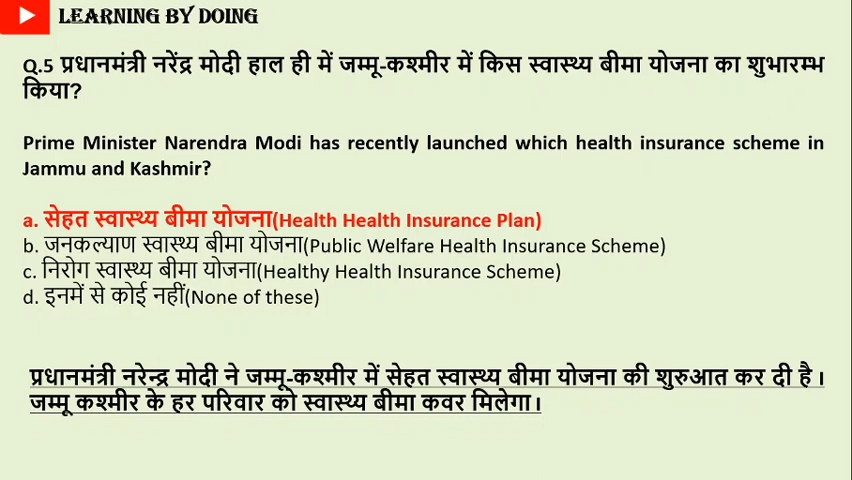 LEARNING BY DOING
Q.5 प्रधानमंत्री नरेंद्र मोदी हाल ही में जम्मू-कश्मीर में किस स्वास्थ्य बीमा योजना का शुभारम्भ
किया?
Prime Minister Narendra Modi has recently launched which health insurance scheme in
Jammu and Kashmir?
a. सेहत स्वास्थ्य बीमा योजना(Health Health Insurance Plan)
b. जनकल्याण स्वास्थ्य बीमा योजना(Public Welfare Health Insurance Scheme)
c. निरोग स्वास्थ्य बीमा योजना(Healthy Health Insurance Scheme)
d. इनमें से कोई नहीं(None of these)
प्रधानमंत्री नरेन्द्र मोदी ने जम्मू-कश्मीर में सेहत स्वास्थ्य बीमा योजना की शुरुआत कर दी है।
जम्मू कश्मीर के हर परिवार को स्वास्थ्य बीमा कवर मिलेगा।